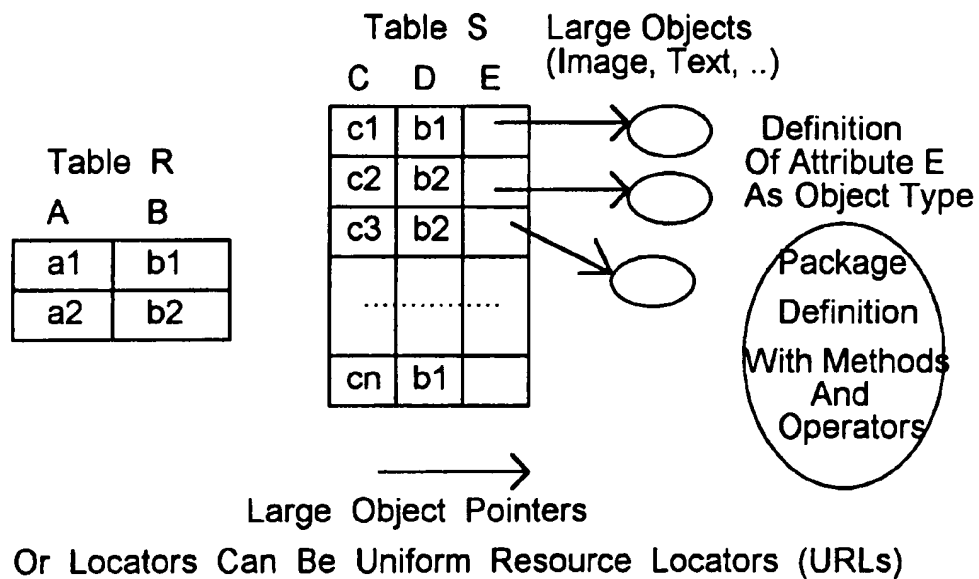 Table S
Large Objects
(Image, Text, ..)
C D E
c1 b1
c2 b2
c3 b2
..............
cn b1
Table R
A B
a1 b1
a2 b2
Definition
Of Attribute E
As Object Type
Package
Definition
With Methods
And
Operators
Large Object Pointers
Or Locators Can Be Uniform Resource Locators (URLs)